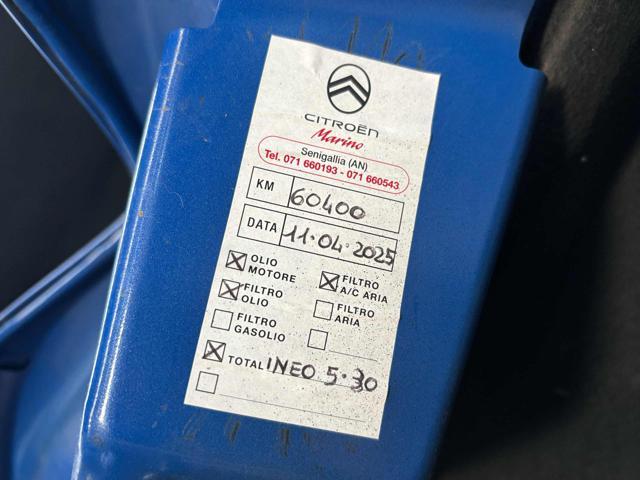 CITROËN
Marino
Senigallia (AN)
Tel. 071 660193 - 071 660543
KM 60400
DATA 11.04.2025
OLIO MOTORE
FILTRO A/C ARIA
FILTRO OLIO
FILTRO ARIA
FILTRO GASOLIO
TOTAL INEO 5.30